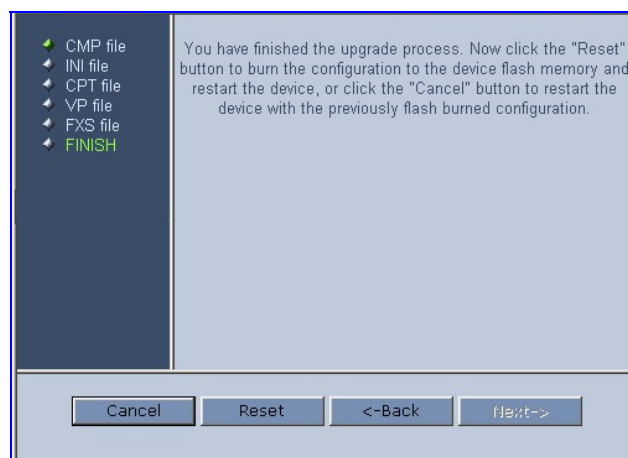 CMP file
INI file
CPT file
VP file
FXS file
FINISH
You have finished the upgrade process. Now click the "Reset"
button to burn the configuration to the device flash memory and
restart the device, or click the "Cancel" button to restart the
device with the previously flash burned configuration.
Cancel
Reset
<-Back
Next->